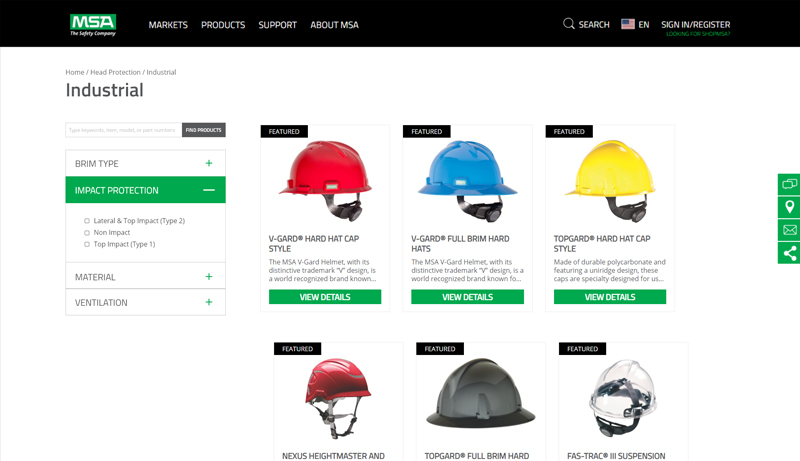 MSA
The Safety Company
MARKETS PRODUCTS SUPPORT ABOUT MSA
SEARCH EN SIGN IN/REGISTER
LOOKING FOR SHOPMSA?
Home / Head Protection / Industrial
Industrial
Type keywords, item, model, or part numbers. FIND PRODUCTS
BRIM TYPE +
IMPACT PROTECTION —
Lateral & Top Impact (Type 2)
Non Impact
Top Impact (Type 1)
MATERIAL +
VENTILATION +
FEATURED
V-GARD® HARD HAT CAP
STYLE
The MSA V-Gard Helmet, with its
distinctive trademark "V" design, is
a world recognized brand known...
VIEW DETAILS
FEATURED
V-GARD® FULL BRIM HARD
HATS
The MSA V-Gard Helmet, with its
distinctive trademark "V" design, is a
world recognized brand known fo...
VIEW DETAILS
FEATURED
TOPGARD® HARD HAT CAP
STYLE
Made of durable polycarbonate and
featuring a uniridge design, these
caps are specialty designed for us...
VIEW DETAILS
FEATURED
NEXUS HEIGHTMASTER AND
FEATURED
TOPGARD® FULL BRIM HARD
FEATURED
FAS-TRAC® III SUSPENSION